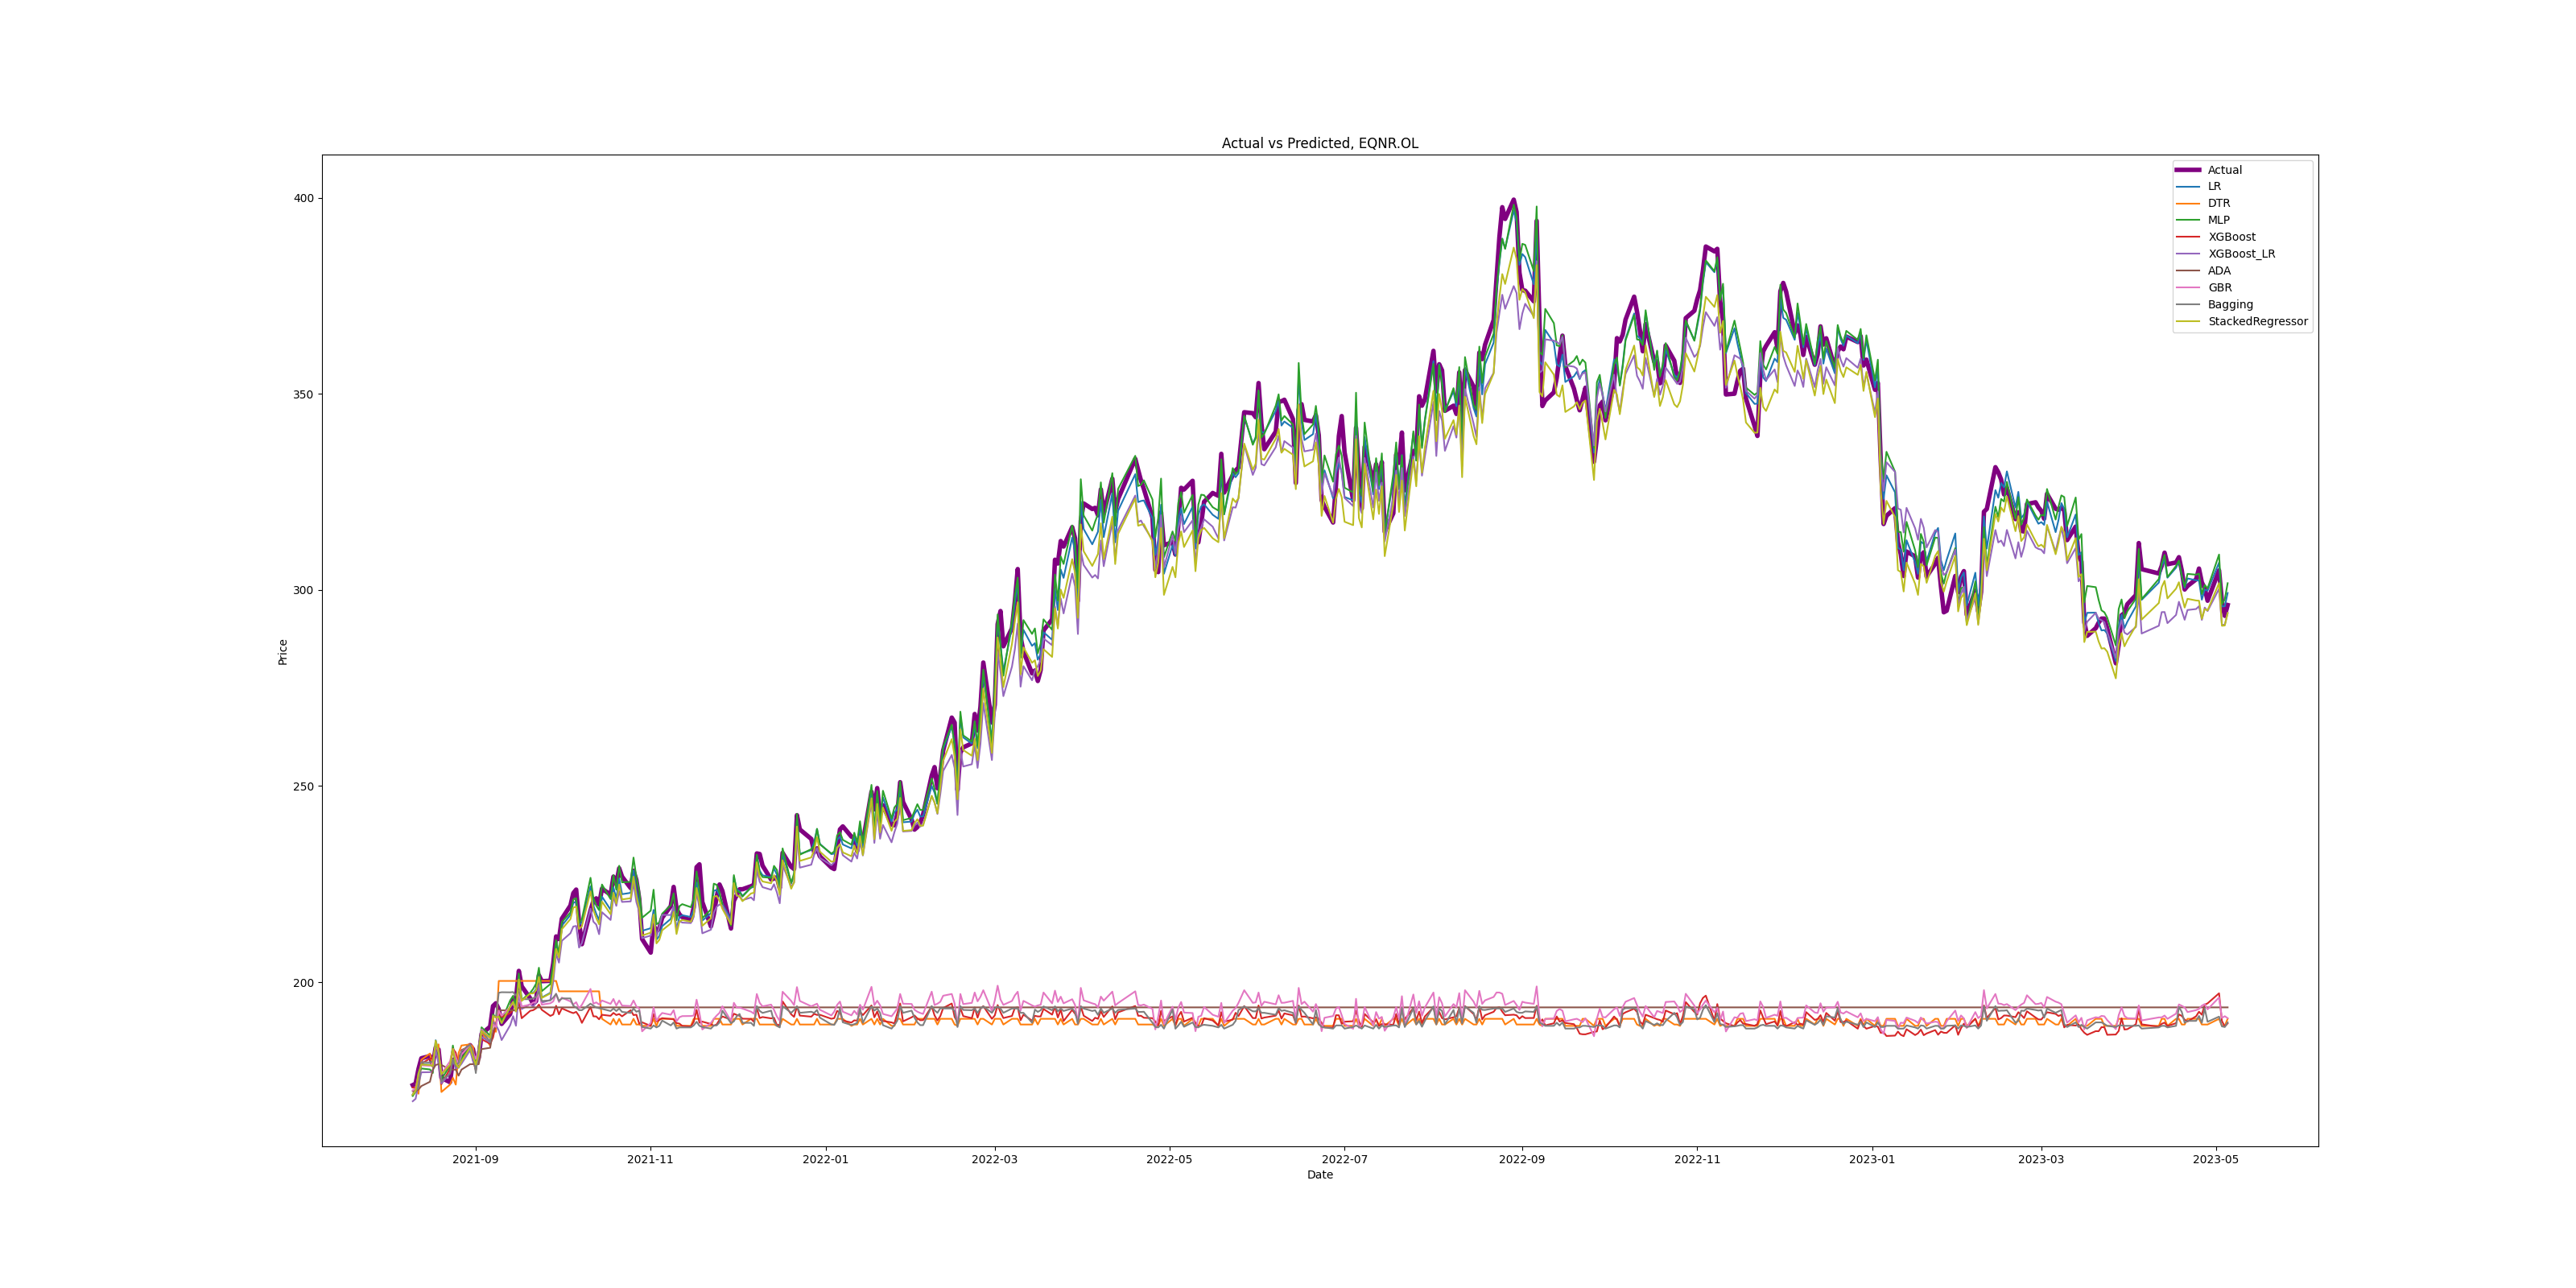 Actual vs Predicted, EQNR.OL
400
350
300
250
200
Price
Actual
LR
DTR
MLP
XGBoost
XGBoost_LR
ADA
GBR
Bagging
StackedRegressor
2021-09
2021-11
2022-01
2022-03
2022-05
2022-07
2022-09
2022-11
2023-01
2023-03
2023-05
Date